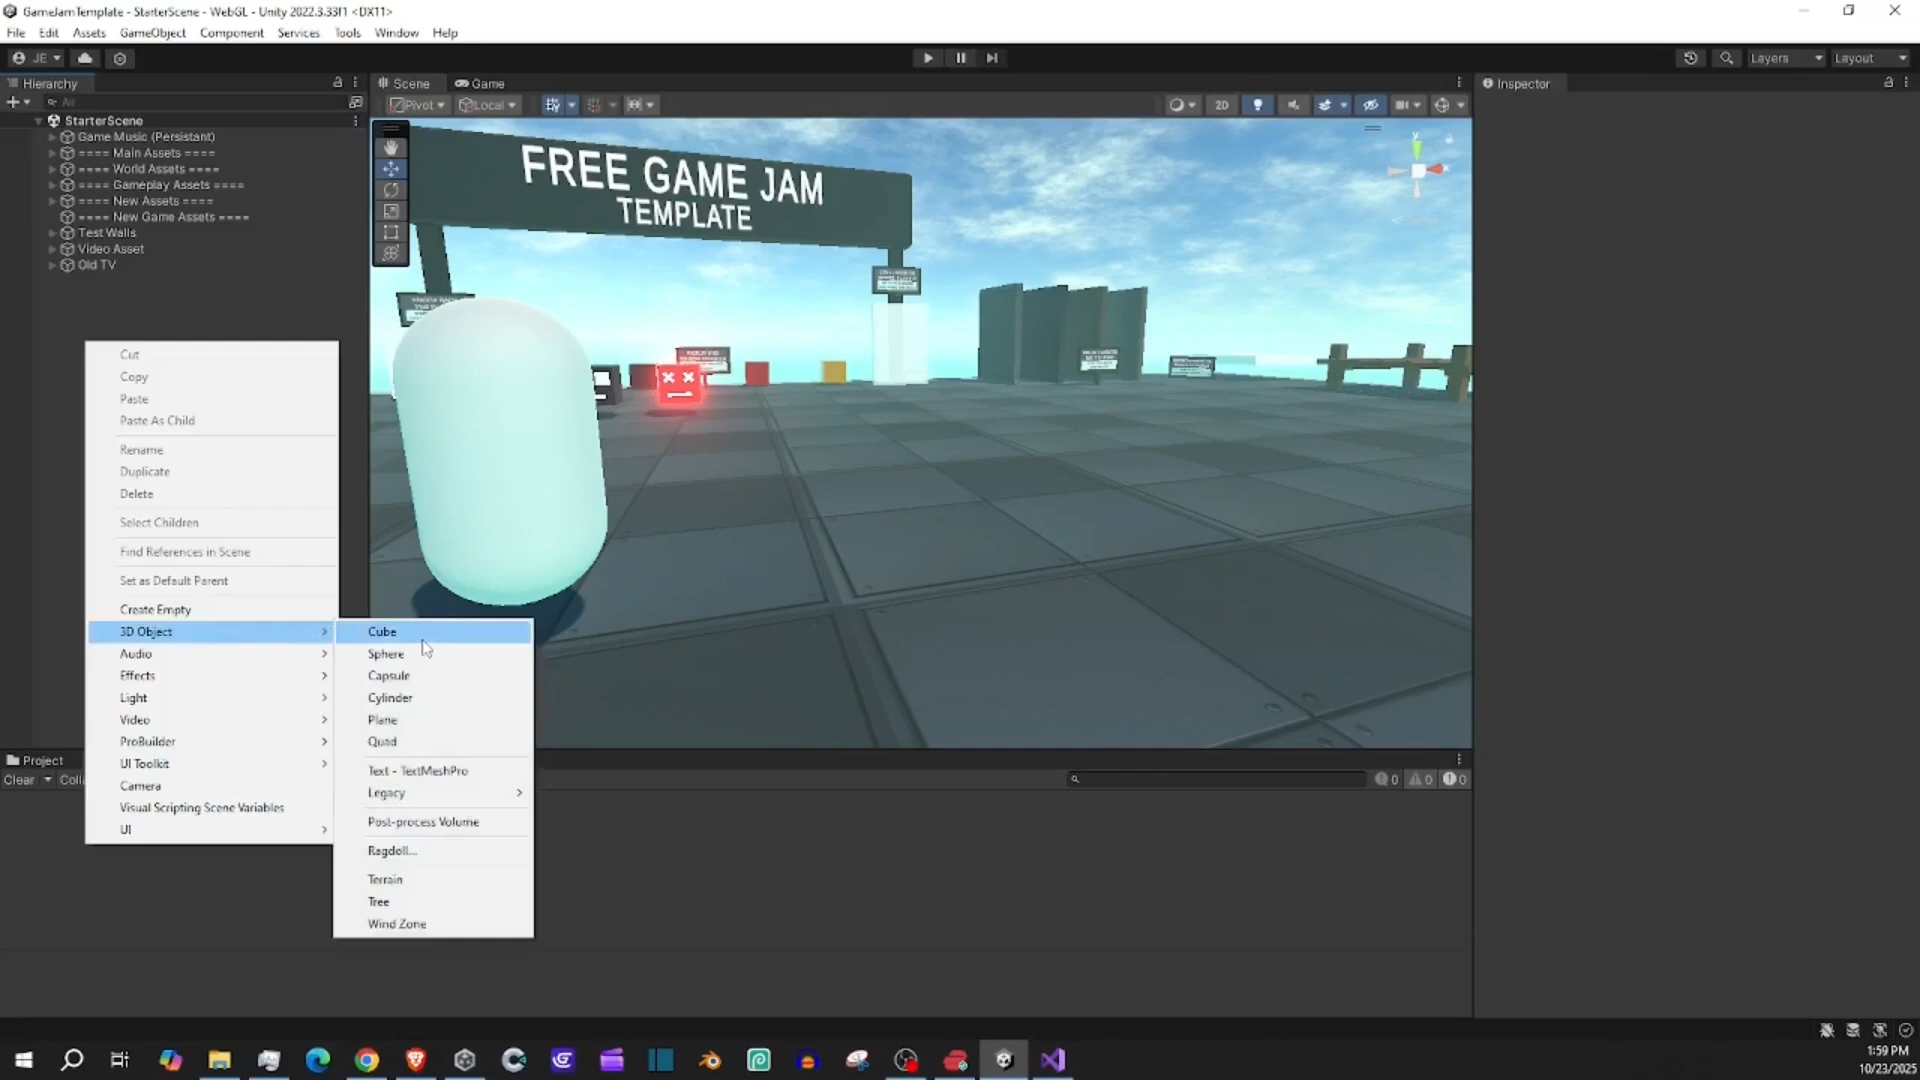 GameJamTemplate - StarterScene - WebGL - Unity 2022.3.33f1 <DX11>
File Edit Assets GameObject Component Services Tools Window Help
JE Layers Layout
Hierarchy Scene Game Inspector
All Pivot Local 2D
StarterScene
Game Music (Persistant)
==== Main Assets ====
==== World Assets ====
==== Gameplay Assets ====
==== New Assets ====
==== New Game Assets ====
Test Walls
Video Asset
Old TV
y
FREE GAME JAM
TEMPLATE
Cut
Copy
Paste
Paste As Child
Rename
Duplicate
Delete
Select Children
Find References in Scene
Set as Default Parent
Create Empty
3D Object
Audio
Effects
Light
Video
ProBuilder
UI Toolkit
Camera
Visual Scripting Scene Variables
UI
Cube
Sphere
Capsule
Cylinder
Plane
Quad
Text - TextMeshPro
Legacy
Post-process Volume
Ragdoll...
Terrain
Tree
Wind Zone
Project
Clear 0 0 0
1:59 PM
10/23/2025